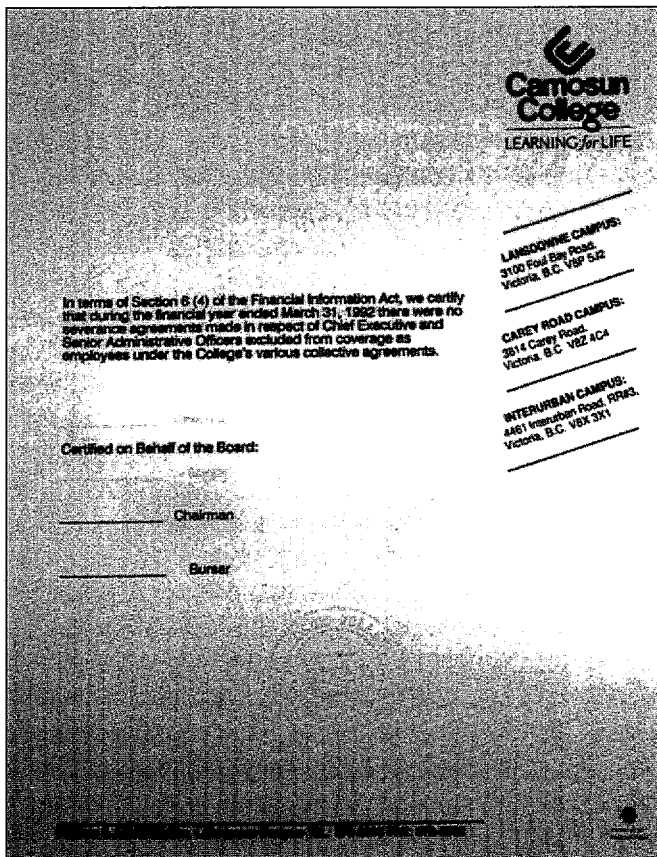 Camosun
College
LEARNING for LIFE
LANSDOWNE CAMPUS:
3100 Foul Bay Road,
Victoria, B.C. V8P 5J2
In terms of Section 6 (4) of the Financial Information Act, we certify
that during the financial year ended March 31, 1992 there were no
severance agreements made in respect of Chief Executive and
Senior Administrative Officers excluded from coverage as
employees under the College's various collective agreements.
CAREY ROAD CAMPUS:
3814 Carey Road,
Victoria, B.C. V8Z 4C4
INTERURBAN CAMPUS:
4461 Interurban Road, RR#3,
Victoria, B.C. V8X 3X1
Certified on Behalf of the Board:
Chairman
Bursar